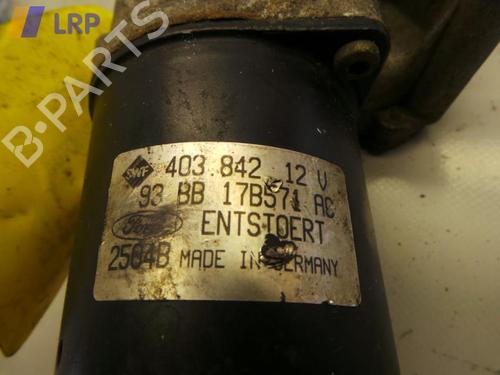 LRP
SWF 403 842 12 V
93 BB 17B571 AC
Ford ENTSTOERT
2504B MADE IN GERMANY
B-PARTS